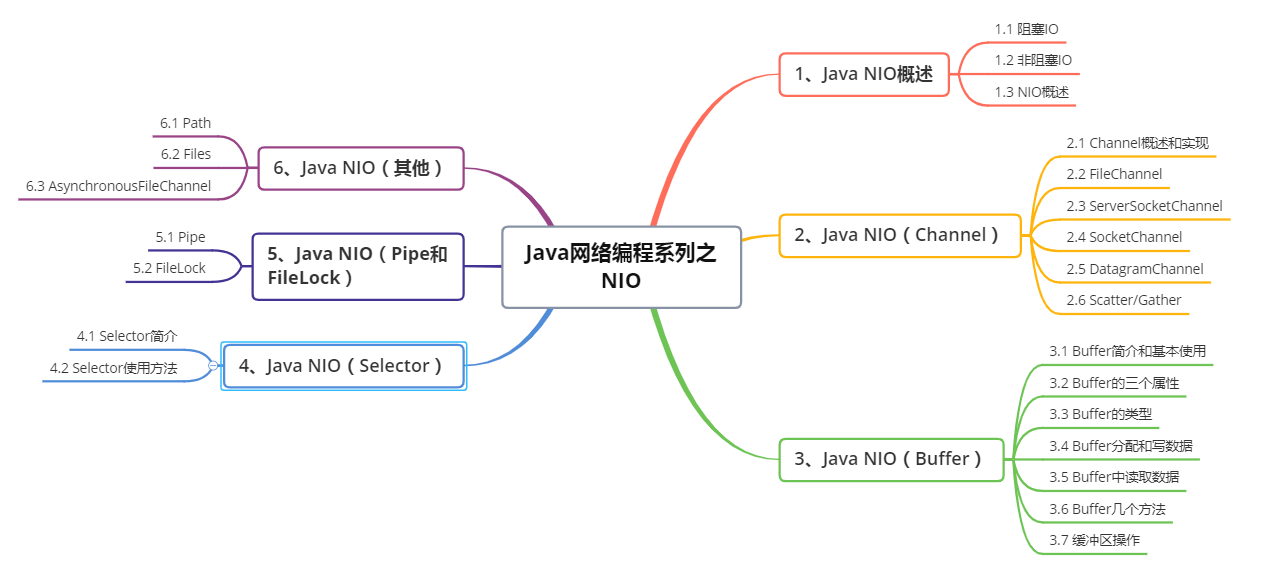 Java网络编程系列之
NIO
1、Java NIO概述
1.1 阻塞IO
1.2 非阻塞IO
1.3 NIO概述
2、Java NIO（Channel）
2.1 Channel概述和实现
2.2 FileChannel
2.3 ServerSocketChannel
2.4 SocketChannel
2.5 DatagramChannel
2.6 Scatter/Gather
3、Java NIO（Buffer）
3.1 Buffer简介和基本使用
3.2 Buffer的三个属性
3.3 Buffer的类型
3.4 Buffer分配和写数据
3.5 Buffer中读取数据
3.6 Buffer几个方法
3.7 缓冲区操作
4、Java NIO（Selector）
4.1 Selector简介
4.2 Selector使用方法
5、Java NIO（Pipe和
FileLock）
5.1 Pipe
5.2 FileLock
6、Java NIO（其他）
6.1 Path
6.2 Files
6.3 AsynchronousFileChannel